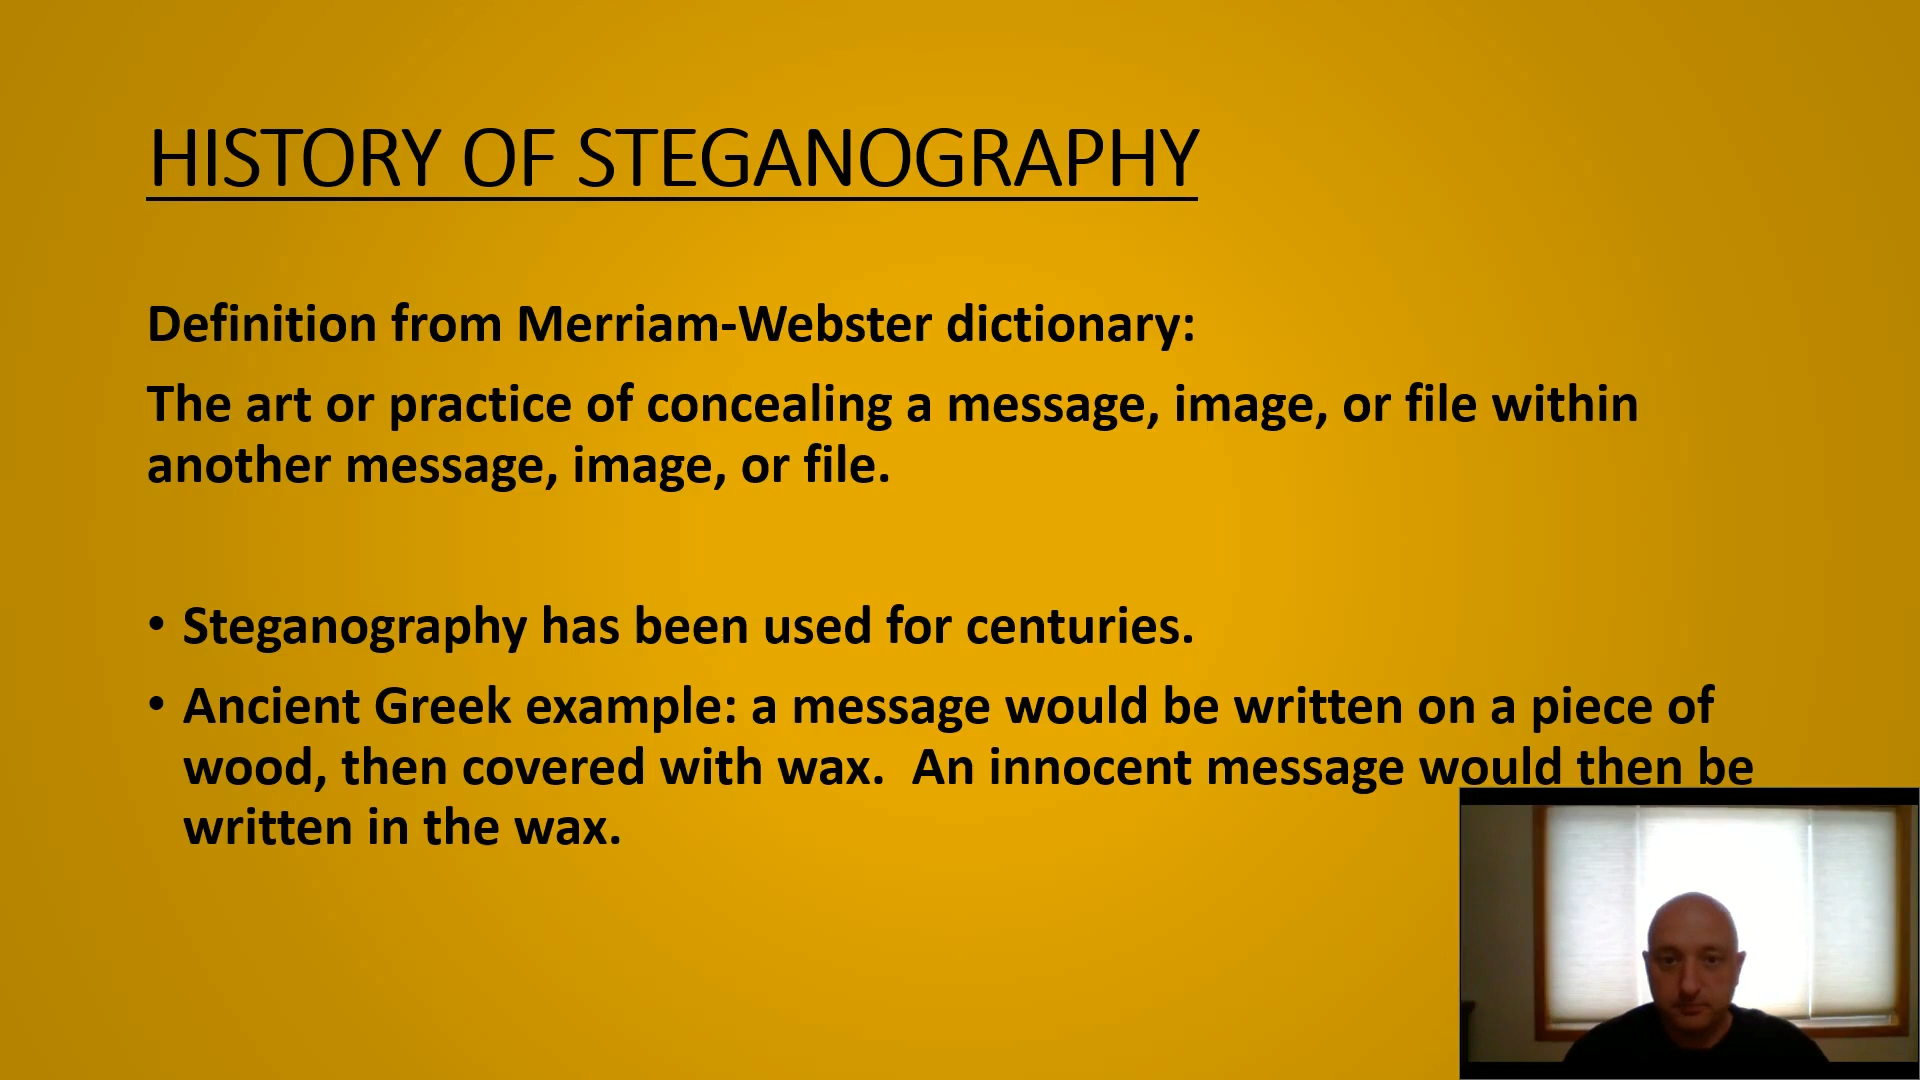 HISTORY OF STEGANOGRAPHY
Definition from Merriam-Webster dictionary:
The art or practice of concealing a message, image, or file within
another message, image, or file.
• Steganography has been used for centuries.
• Ancient Greek example: a message would be written on a piece of
wood, then covered with wax.  An innocent message would then be
written in the wax.